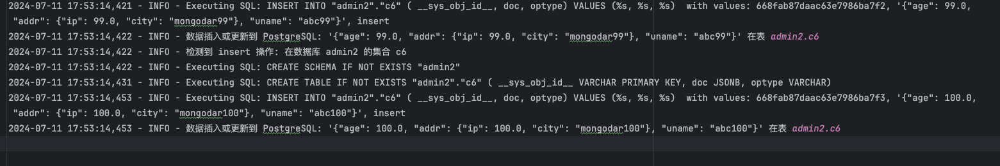 2024-07-11 17:53:14,421 - INFO - Executing SQL: INSERT INTO "admin2"."c6" ( __sys_obj_id__, doc, optype) VALUES (%s, %s, %s)  with values: 668fab87daac63e7986ba7f2, '{"age": 99.0,
"addr": {"ip": 99.0, "city": "mongodar99"}, "uname": "abc99"}', insert
2024-07-11 17:53:14,422 - INFO - 数据插入或更新到 PostgreSQL: '{"age": 99.0, "addr": {"ip": 99.0, "city": "mongodar99"}, "uname": "abc99"}' 在表 admin2.c6
2024-07-11 17:53:14,422 - INFO - 检测到 insert 操作: 在数据库 admin2 的集合 c6
2024-07-11 17:53:14,422 - INFO - Executing SQL: CREATE SCHEMA IF NOT EXISTS "admin2"
2024-07-11 17:53:14,431 - INFO - Executing SQL: CREATE TABLE IF NOT EXISTS "admin2"."c6" ( __sys_obj_id__ VARCHAR PRIMARY KEY, doc JSONB, optype VARCHAR)
2024-07-11 17:53:14,453 - INFO - Executing SQL: INSERT INTO "admin2"."c6" ( __sys_obj_id__, doc, optype) VALUES (%s, %s, %s)  with values: 668fab87daac63e7986ba7f3, '{"age": 100.0,
"addr": {"ip": 100.0, "city": "mongodar100"}, "uname": "abc100"}', insert
2024-07-11 17:53:14,453 - INFO - 数据插入或更新到 PostgreSQL: '{"age": 100.0, "addr": {"ip": 100.0, "city": "mongodar100"}, "uname": "abc100"}' 在表 admin2.c6